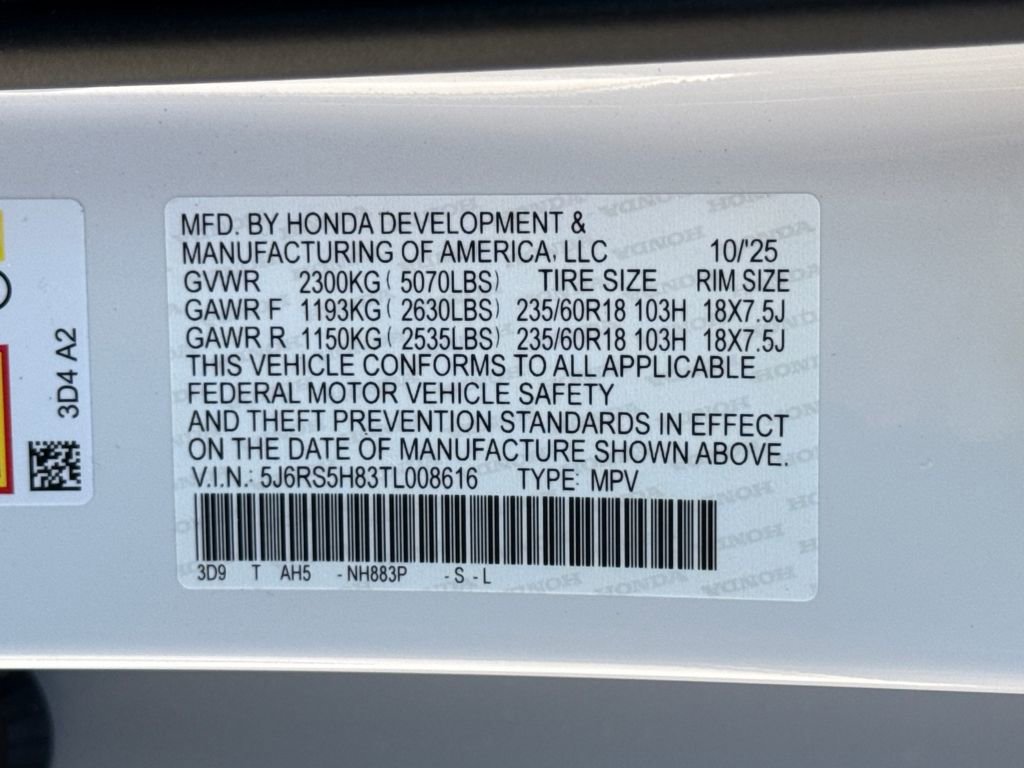 MFD. BY HONDA DEVELOPMENT &
MANUFACTURING OF AMERICA, LLC 10/'25
GVWR 2300KG ( 5070LBS) TIRE SIZE RIM SIZE
GAWR F 1193KG ( 2630LBS) 235/60R18 103H 18X7.5J
GAWR R 1150KG ( 2535LBS) 235/60R18 103H 18X7.5J
THIS VEHICLE CONFORMS TO ALL APPLICABLE
FEDERAL MOTOR VEHICLE SAFETY
AND THEFT PREVENTION STANDARDS IN EFFECT
ON THE DATE OF MANUFACTURE SHOWN ABOVE.
V.I.N.: 5J6RS5H83TL008616 TYPE: MPV
3D9 T AH5 - NH883P - S - L
3D4 A2